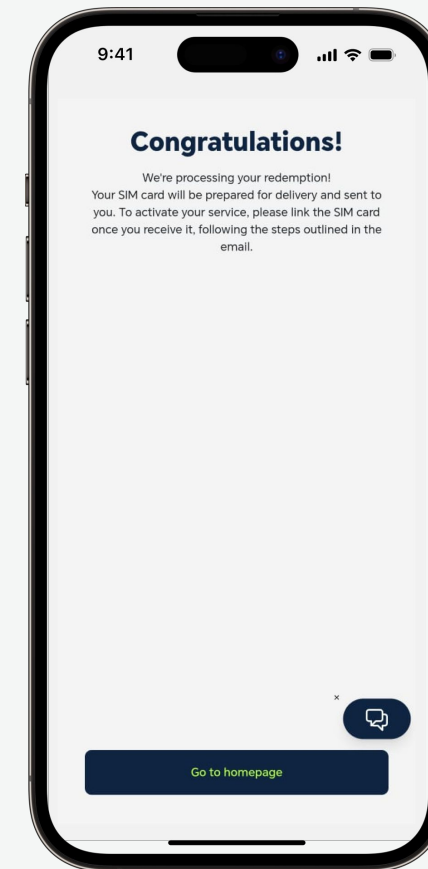 9:41
Congratulations!
We're processing your redemption!
Your SIM card will be prepared for delivery and sent to
you. To activate your service, please link the SIM card
once you receive it, following the steps outlined in the
email.
×
Go to homepage